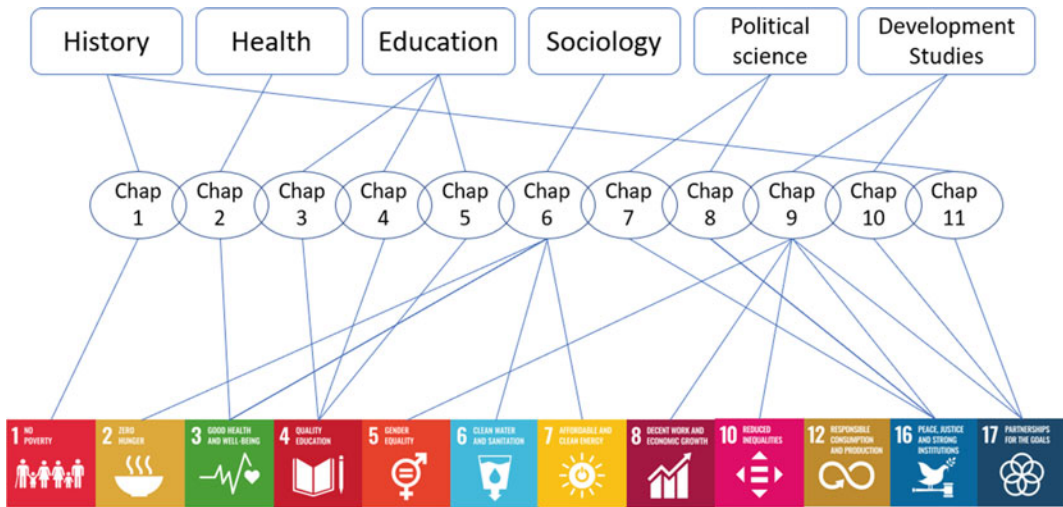 History
Health
Education
Sociology
Political
science
Development
Studies
Chap
1
Chap
2
Chap
3
Chap
4
Chap
5
Chap
6
Chap
7
Chap
8
Chap
9
Chap
10
Chap
11
1 NO
POVERTY
2 ZERO
HUNGER
3 GOOD HEALTH
AND WELL-BEING
4 QUALITY
EDUCATION
5 GENDER
EQUALITY
6 CLEAN WATER
AND SANITATION
7 AFFORDABLE AND
CLEAN ENERGY
8 DECENT WORK AND
ECONOMIC GROWTH
10 REDUCED
INEQUALITIES
12 RESPONSIBLE
CONSUMPTION
AND PRODUCTION
16 PEACE, JUSTICE
AND STRONG
INSTITUTIONS
17 PARTNERSHIPS
FOR THE GOALS